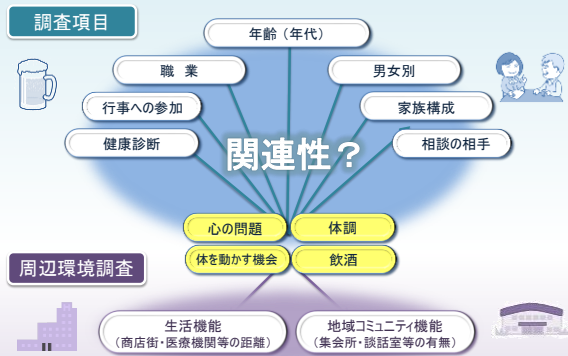 調査項目
年齢（年代）
職 業
男女別
行事への参加
家族構成
健康診断
相談の相手
関連性？
心の問題
体調
体を動かす機会
飲酒
周辺環境調査
生活機能
（商店街・医療機関等の距離）
地域コミュニティ機能
（集会所・談話室等の有無）